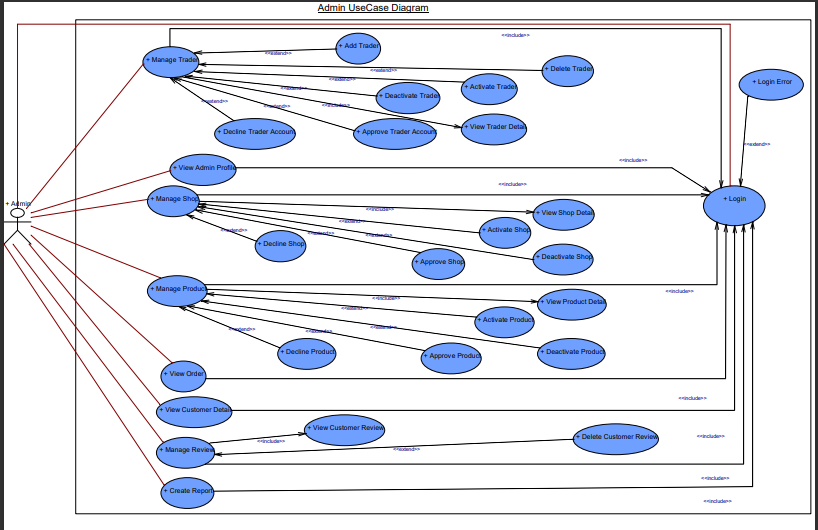 Admin UseCase Diagram
<<include>>
+ Add Trader
<<extend>>
+ Manage Trader
+ Delete Trader
<<extend>>
<<extend>>
+ Login Error
<<extend>>
+ Activate Trader
+ Deactivate Trader
<<extend>>
<<extend>>
<<include>>
+ Decline Trader Account
+ Approve Trader Account
+ View Trader Detail
<<extend>>
+ View Admin Profile
<<include>>
<<include>>
+ Admin
+ Manage Shop
+ Login
<<include>>
+ View Shop Detail
<<extend>>
<<extend>>
<<extend>>
<<extend>>
+ Activate Shop
+ Decline Shop
+ Approve Shop
+ Deactivate Shop
+ Manage Product
<<include>>
<<include>>
+ View Product Detail
<<extend>>
+ Activate Product
<<extend>>
<<extend>>
<<extend>>
+ Decline Product
+ Approve Product
+ Deactivate Product
+ View Order
<<include>>
+ View Customer Detail
+ View Customer Review
<<include>>
+ Delete Customer Review
<<include>>
+ Manage Review
<<extend>>
<<include>>
+ Create Report
<<include>>